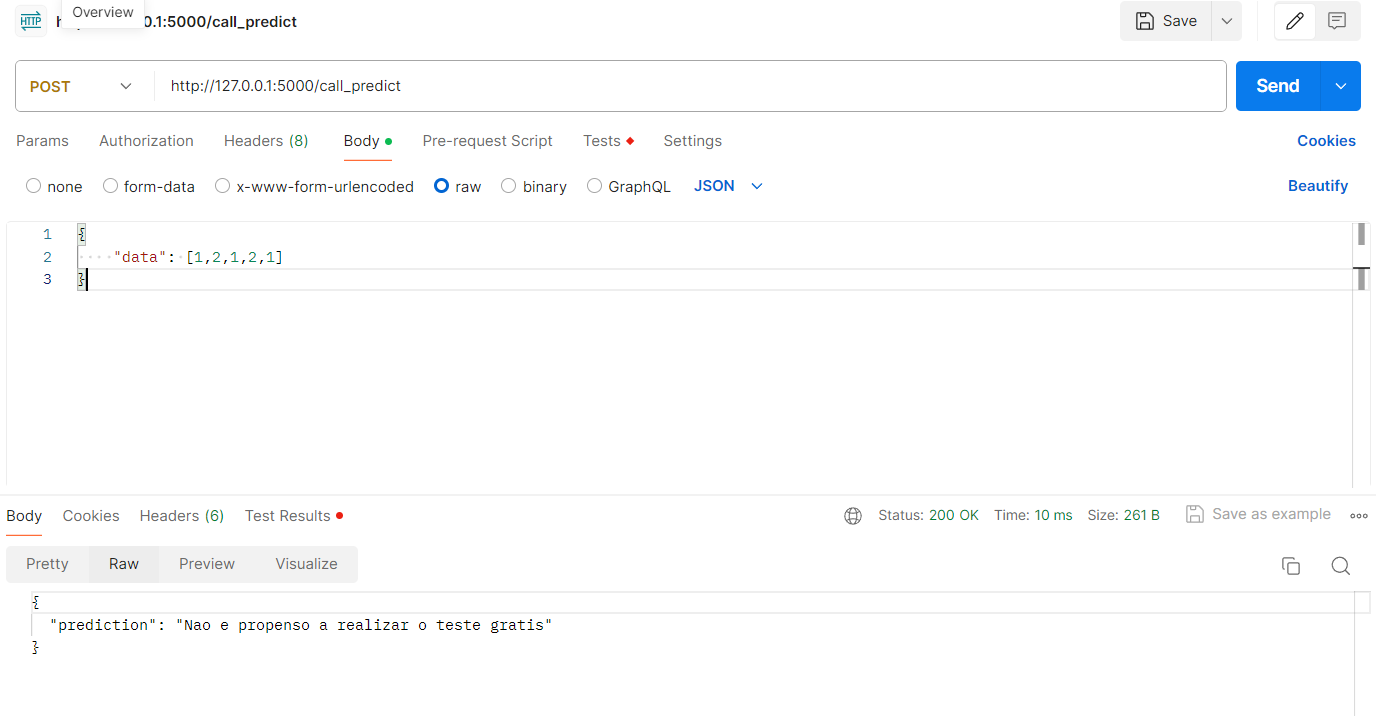 HTTP
Overview
0.1:5000/call_predict
Save
POST
http://127.0.0.1:5000/call_predict
Send
Params
Authorization
Headers (8)
Body
Pre-request Script
Tests
Settings
Cookies
none
form-data
x-www-form-urlencoded
raw
binary
GraphQL
JSON
Beautify
1 {
2 "data": [1,2,1,2,1]
3 }
Body
Cookies
Headers (6)
Test Results
Status: 200 OK
Time: 10 ms
Size: 261 B
Save as example
Pretty
Raw
Preview
Visualize
{
"prediction": "Nao e propenso a realizar o teste gratis"
}